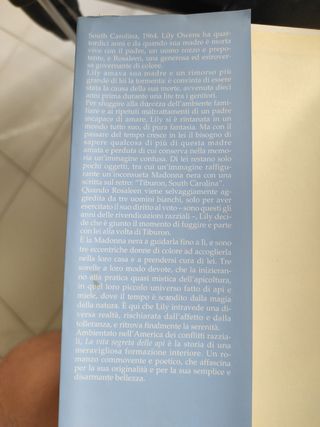 South Carolina, 1964. Lily Owens ha quat-
tordici anni e da quando sua madre è morta
vive con il padre, un uomo rozzo e prepo-
tente, e Rosaleen, una generosa ed estrover-
sa governante di colore.
Lily amava sua madre e un rimorso più
grande di lei la tormenta: è convinta di essere
stata la causa della sua morte, avvenuta dieci
anni prima durante una lite tra i genitori.
Per sfuggire alla durezza dell'ambiente fami-
liare e ai ripetuti maltrattamenti di un padre
incapace di amare, Lily si è rintanata in un
mondo tutto suo, di pura fantasia. Ma con il
passare del tempo cresce in lei il bisogno di
sapere qualcosa di più di questa madre
amata e perduta di cui conserva nella memo-
ria un'immagine confusa. Di lei restano solo
pochi oggetti, tra cui un'immagine raffigu-
rante un inconsueta Madonna nera con una
scritta sul retro: "Tiburon, South Carolina".
Quando Rosaleen viene selvaggiamente ag-
gredita da tre uomini bianchi, solo per aver
esercitato il suo diritto al voto – sono questi gli
anni delle rivendicazioni razziali –, Lily deci-
de che è giunto il momento di fuggire e parte
con lei alla volta di Tiburon.
È la Madonna nera a guidarla fino a lì, e sono
tre eccentriche donne di colore ad accoglierla
nella loro casa e a prendersi cura di lei. Tre
sorelle a loro modo devote, che la inizieran-
no alla pratica quasi mistica dell'apicoltura,
in quel loro piccolo universo fatto di api e
miele, dove il tempo è scandito dalla magia
della natura. È qui che Lily intravede una di-
versa realtà, rischiarata dall'affetto e dalla
tolleranza, e ritrova finalmente la serenità.
Ambientato nell'America dei conflitti razzia-
li, La vita segreta delle api è la storia di una
meravigliosa formazione interiore. Un ro-
manzo commovente e poetico, che affascina
per la sua originalità e per la sua semplice e
disarmante bellezza.